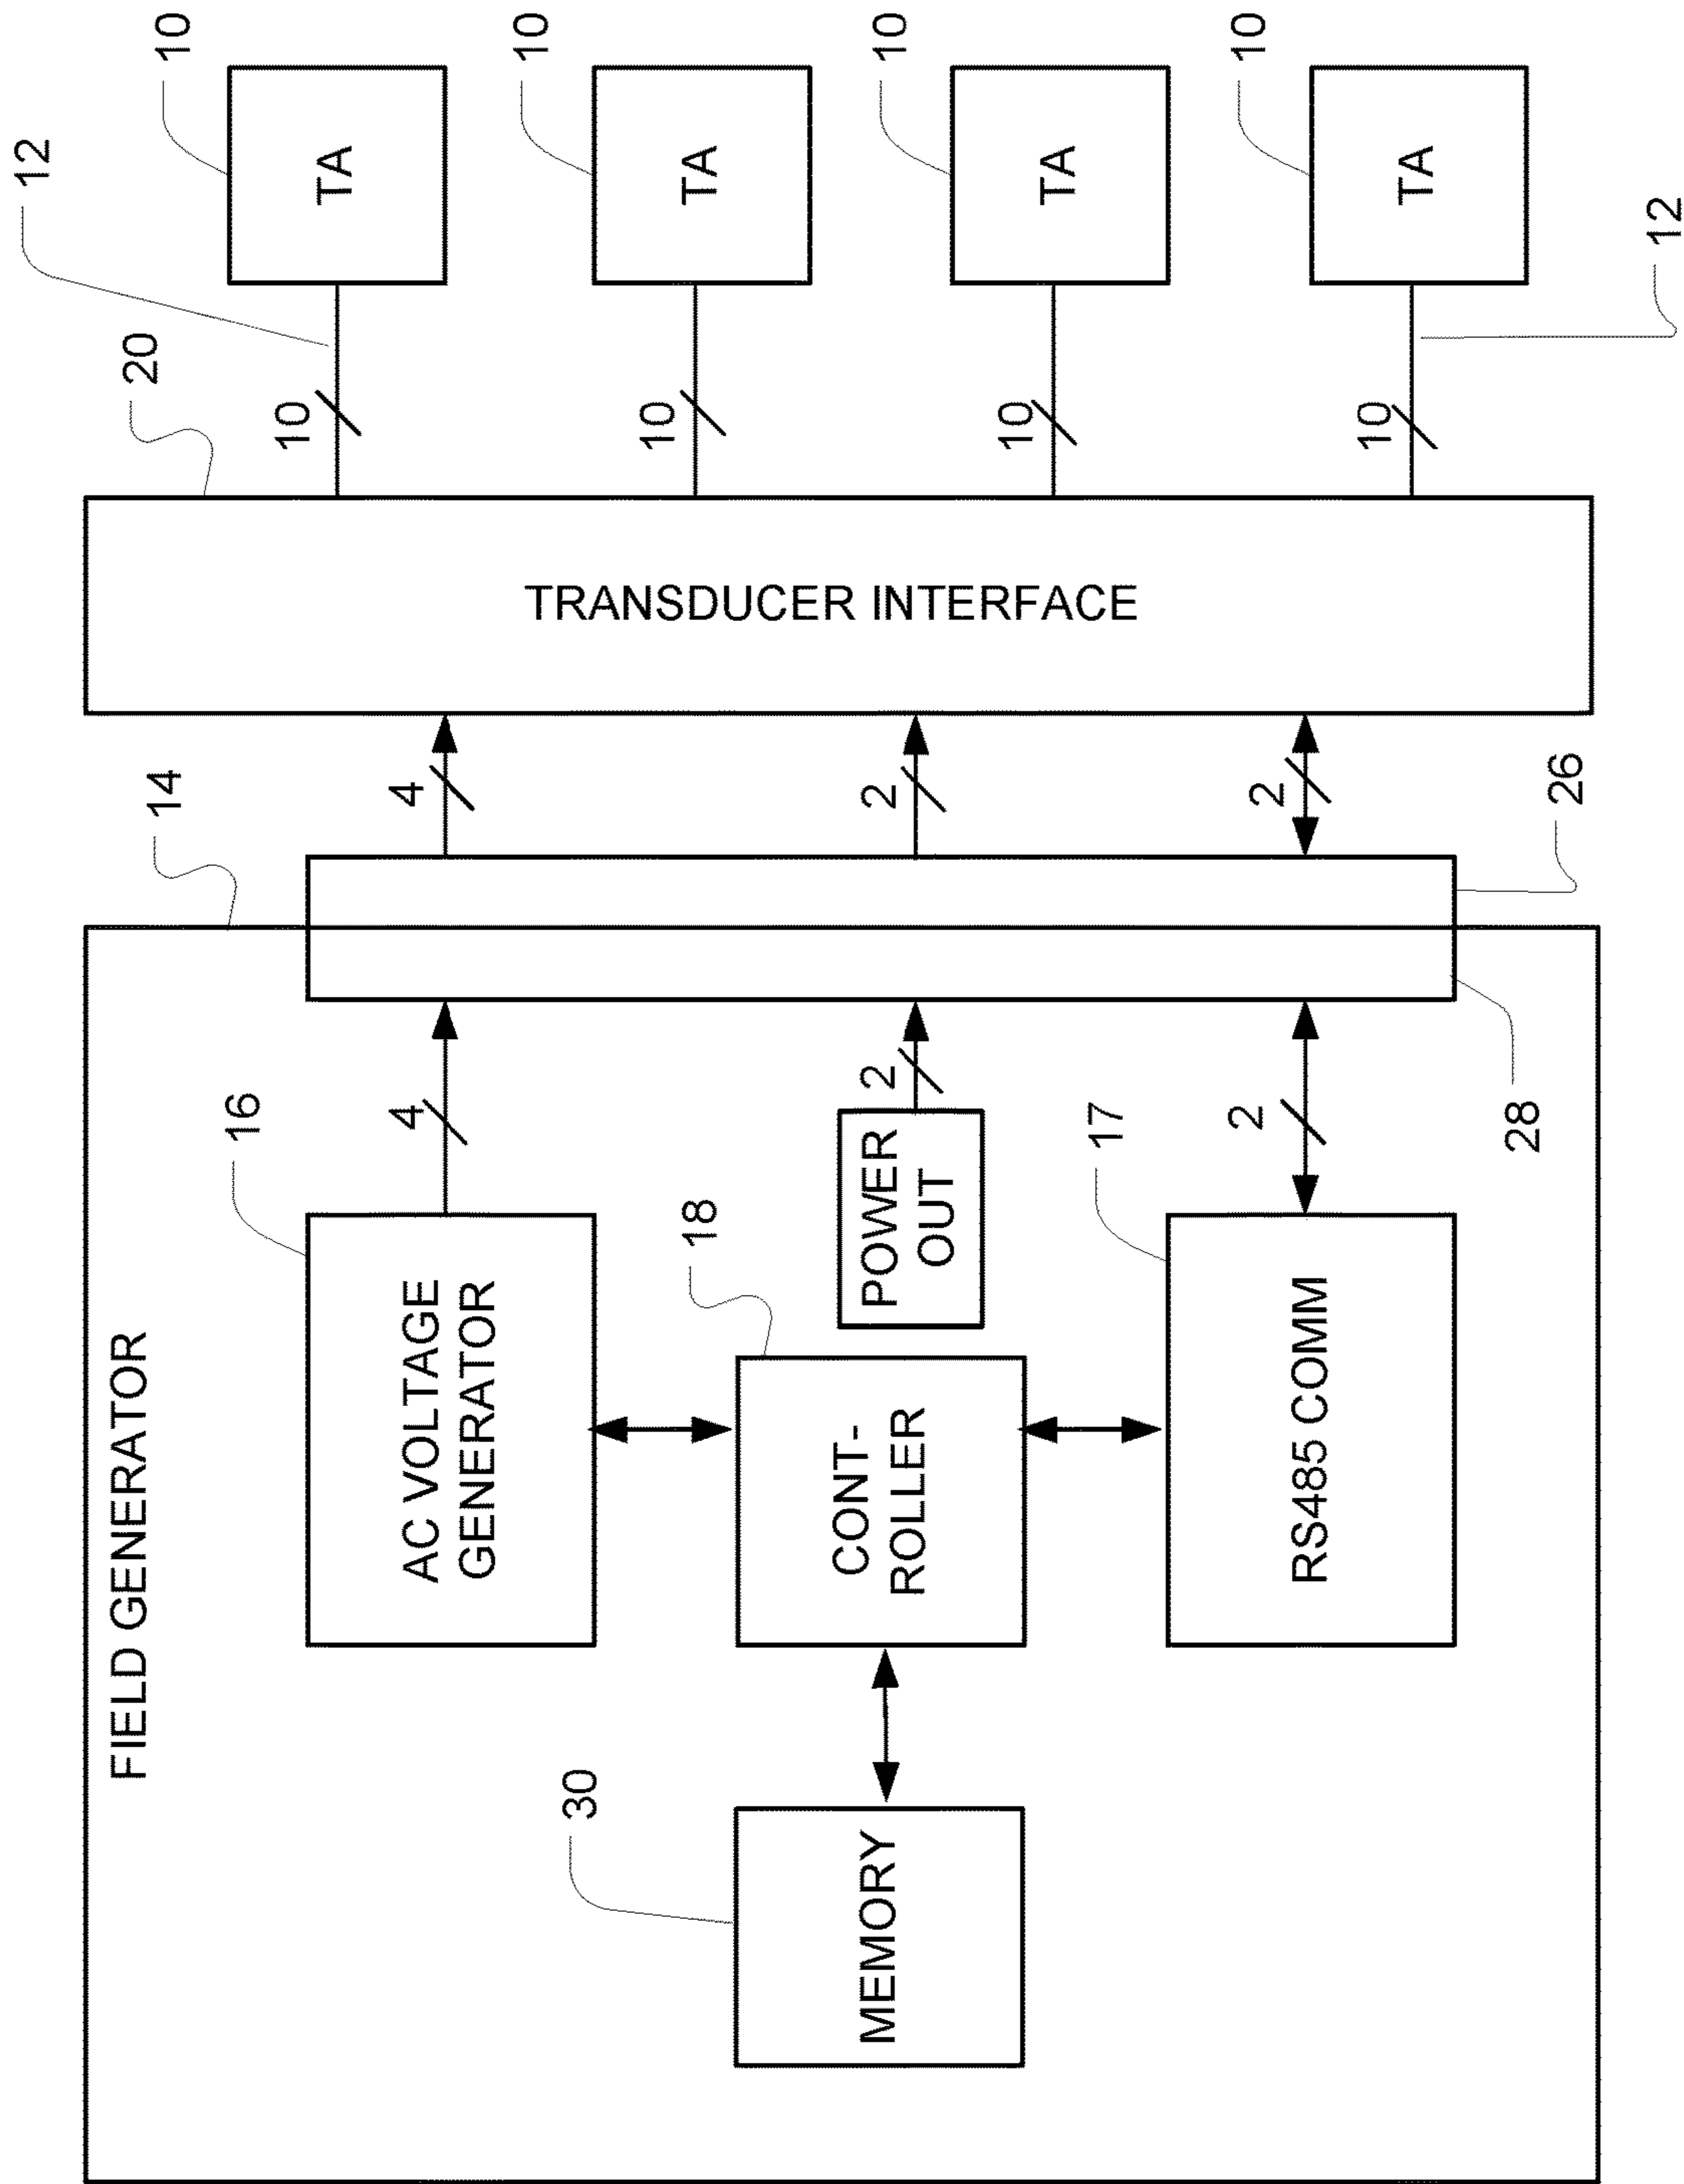 FIELD GENERATOR
14
20
12
10
TA
16
AC VOLTAGE
GENERATOR
4
4
10
10
TA
10
30
MEMORY
18
CONT-
ROLLER
POWER
OUT
2
2
TRANSDUCER INTERFACE
10
TA
10
17
RS485 COMM
2
2
10
10
TA
28
26
12